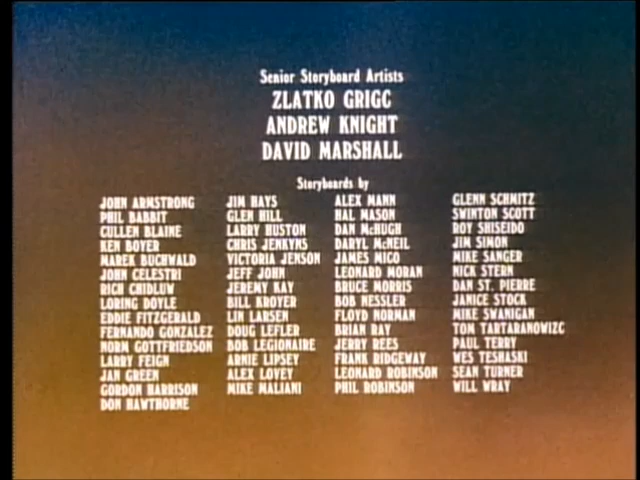 Senior Storyboard Artists
ZLATKO GRGC
ANDREW KNIGHT
DAVID MARSHALL
Storyboards by
JOHN ARMSTRONG
PHIL BABBIT
CULLEN BLAINE
KEN BOYER
MAREK BUCHWALD
JOHN CELESTRI
RICH CHIDLUW
LORING DOYLE
EDDIE FITZGERALD
FERNANDO GONZALEZ
NORM GOTTFRIEDSON
LARRY FEIGN
JAN GREEN
GORDON HARRISON
DON HAWTHORNE
JIM HAYS
GLEN HILL
LARRY HUSTON
CHRIS JENKYNS
VICTORIA JENSON
JEFF JOHN
JEREMY KAY
BILL KROYER
LIN LARSEN
DOUG LEFLER
BOB LEGIONAIRE
ARNIE LIPSEY
ALEX LOVEY
MIKE MALIANI
ALEX MANN
HAL MASON
DAN McHUGH
DARYL McNEIL
JAMES MICO
LEONARD MORAN
BRUCE MORRIS
BOB NESSLER
FLOYD NORMAN
BRIAN RAY
JERRY REES
FRANK RIDGEWAY
LEONARD ROBINSON
PHIL ROBINSON
GLENN SCHMITZ
SWINTON SCOTT
ROY SHISEIDO
JIM SIMON
MIKE SANGER
NICK STERN
DAN ST. PIERRE
JANICE STOCK
MIKE SWANIGAN
TOM TARTARANOWIZC
PAUL TERRY
WES TESHASKI
SEAN TURNER
WILL WRAY